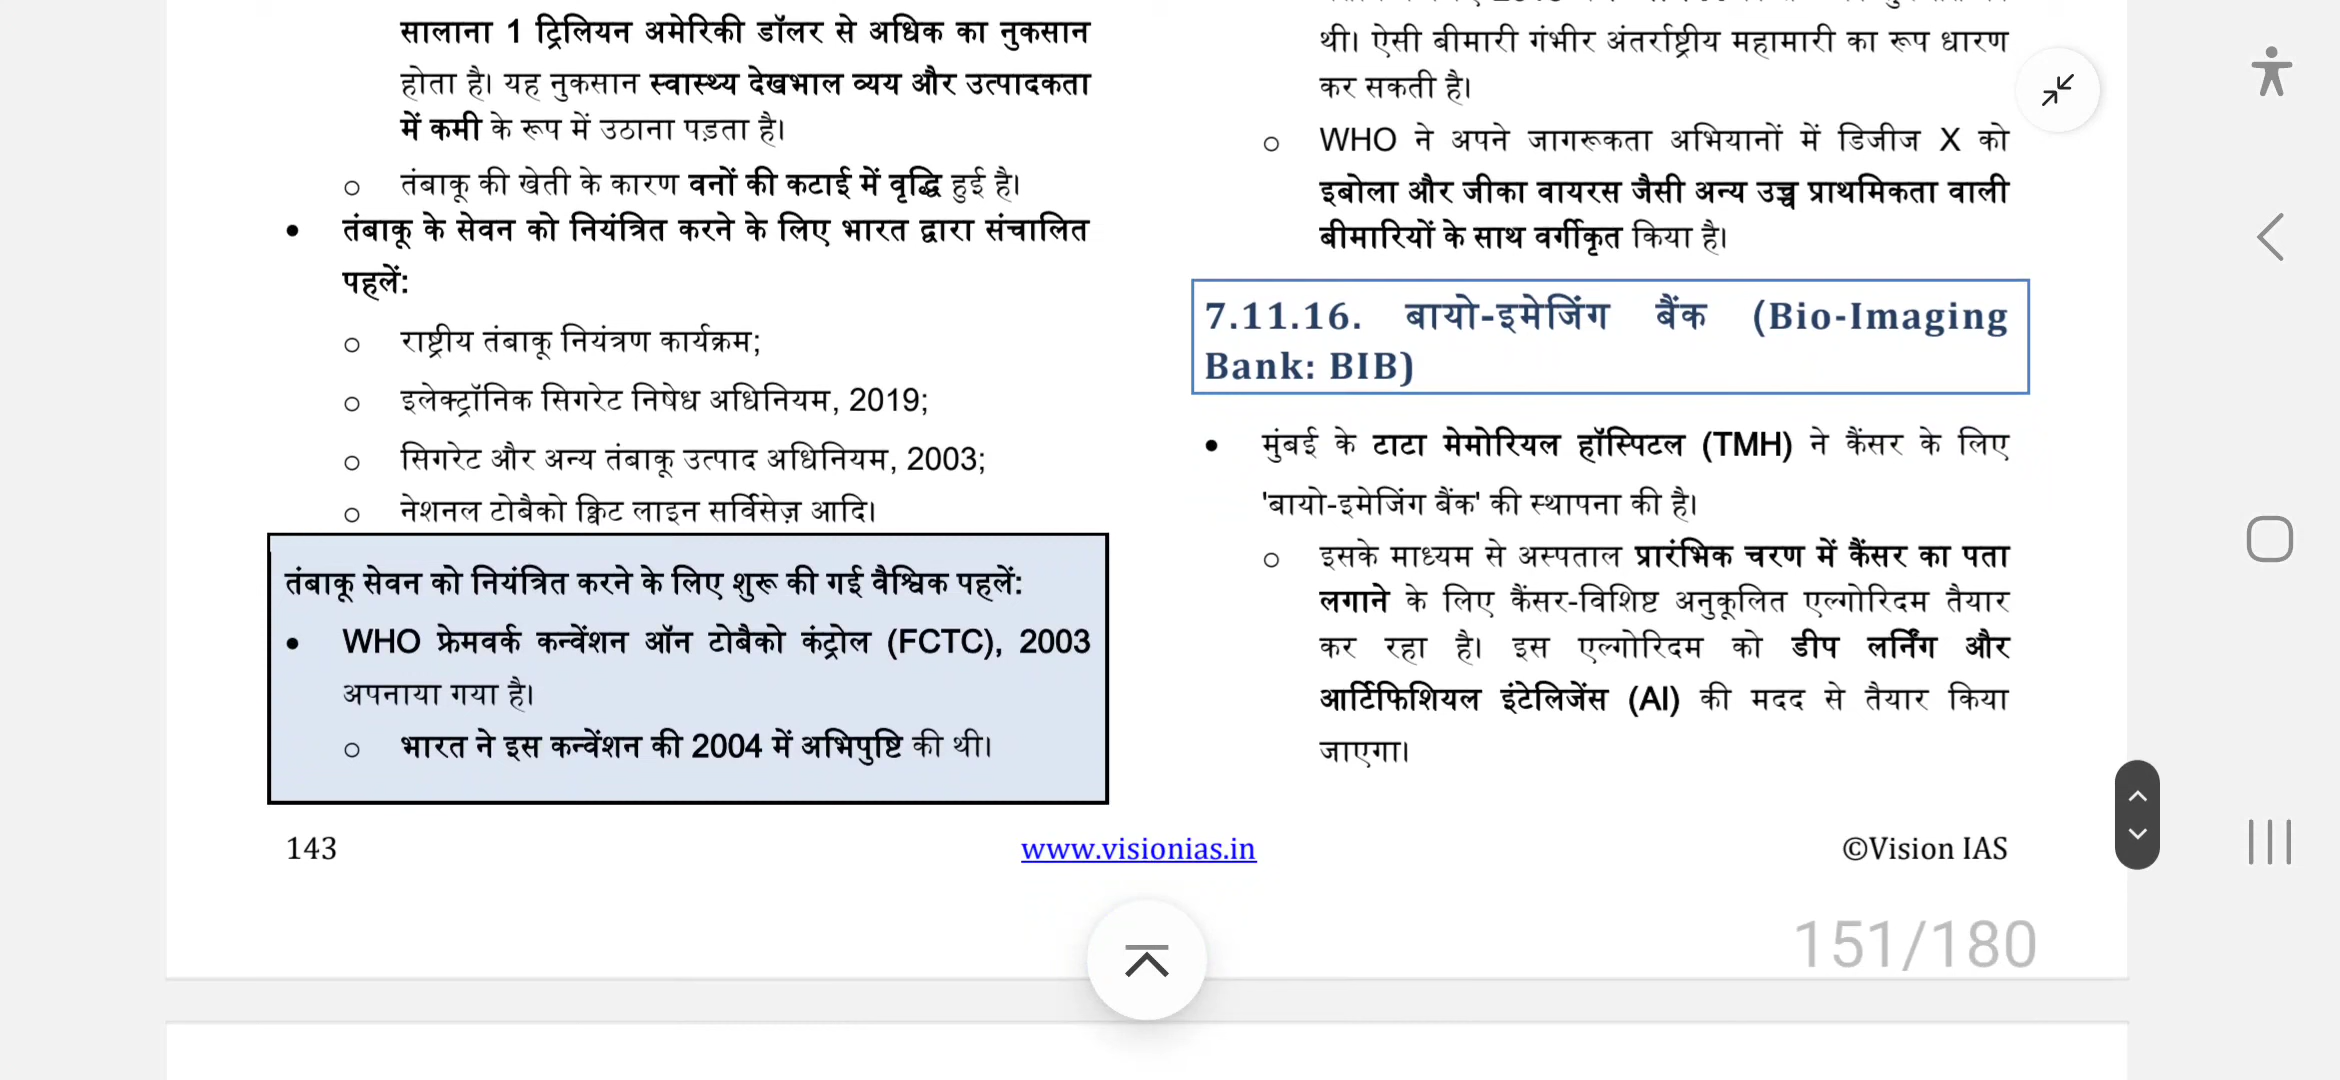 सालाना 1 ट्रिलियन अमेरिकी डॉलर से अधिक का नुकसान
होता है। यह नुकसान स्वास्थ्य देखभाल व्यय और उत्पादकता
में कमी के रूप में उठाना पड़ता है।
o तंबाकू की खेती के कारण वनों की कटाई में वृद्धि हुई है।
• तंबाकू के सेवन को नियंत्रित करने के लिए भारत द्वारा संचालित
पहलें:
o राष्ट्रीय तंबाकू नियंत्रण कार्यक्रम;
o इलेक्ट्रॉनिक सिगरेट निषेध अधिनियम, 2019;
o सिगरेट और अन्य तंबाकू उत्पाद अधिनियम, 2003;
o नेशनल टोबैको क्विट लाइन सर्विसेज़ आदि।
तंबाकू सेवन को नियंत्रित करने के लिए शुरू की गई वैश्विक पहलें:
• WHO फ्रेमवर्क कन्वेंशन ऑन टोबैको कंट्रोल (FCTC), 2003
अपनाया गया है।
o भारत ने इस कन्वेंशन की 2004 में अभिपुष्टि की थी।
थी। ऐसी बीमारी गंभीर अंतर्राष्ट्रीय महामारी का रूप धारण
कर सकती है।
o WHO ने अपने जागरूकता अभियानों में डिजीज X को
इबोला और जीका वायरस जैसी अन्य उच्च प्राथमिकता वाली
बीमारियों के साथ वर्गीकृत किया है।
7.11.16. बायो-इमेजिंग बैंक (Bio-Imaging
Bank: BIB)
• मुंबई के टाटा मेमोरियल हॉस्पिटल (TMH) ने कैंसर के लिए
'बायो-इमेजिंग बैंक' की स्थापना की है।
o इसके माध्यम से अस्पताल प्रारंभिक चरण में कैंसर का पता
लगाने के लिए कैंसर-विशिष्ट अनुकूलित एल्गोरिदम तैयार
कर रहा है। इस एल्गोरिदम को डीप लर्निंग और
आर्टिफिशियल इंटेलिजेंस (AI) की मदद से तैयार किया
जाएगा।
143
www.visionias.in
©Vision IAS
151/180